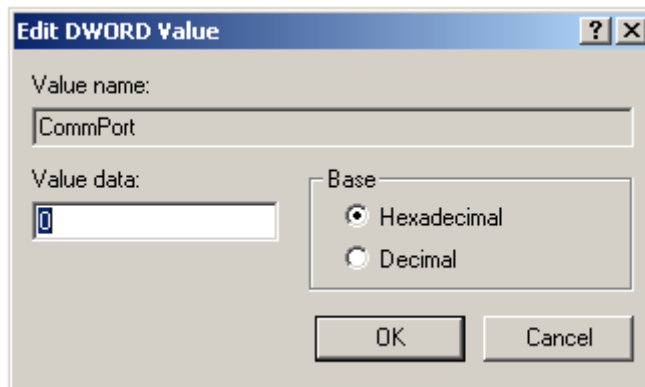 Edit DWORD Value
Value name:
CommPort
Value data:
0
Base
Hexadecimal
Decimal
OK
Cancel